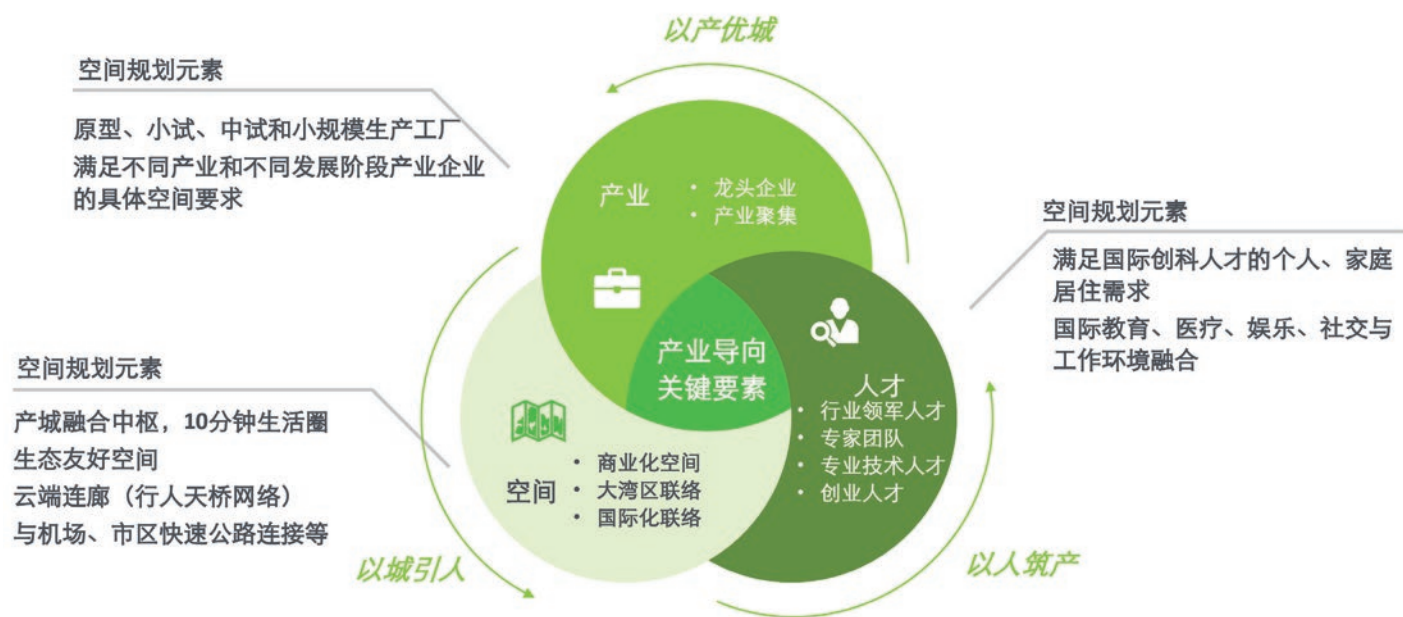 以产优城
空间规划元素
原型、小试、中试和小规模生产工厂
满足不同产业和不同发展阶段产业企业
的具体空间要求
产业
• 龙头企业
• 产业聚集
空间规划元素
满足国际创科人才的个人、家庭
居住需求
国际教育、医疗、娱乐、社交与
工作环境融合
产业导向
关键要素
人才
• 行业领军人才
• 专家团队
• 专业技术人才
• 创业人才
空间规划元素
产城融合中枢，10分钟生活圈
生态友好空间
云端连廊（行人天桥网络）
与机场、市区快速公路连接等
空间
• 商业化空间
• 大湾区联络
• 国际化联络
以城引人
以人筑产